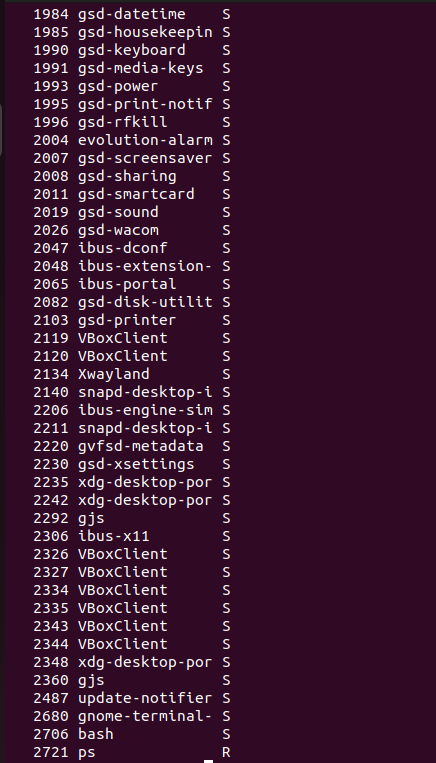 1984 gsd-datetime S
1985 gsd-housekeepin S
1990 gsd-keyboard S
1991 gsd-media-keys S
1993 gsd-power S
1995 gsd-print-notif S
1996 gsd-rfkill S
2004 evolution-alarm S
2007 gsd-screensaver S
2008 gsd-sharing S
2011 gsd-smartcard S
2019 gsd-sound S
2026 gsd-wacom S
2047 ibus-dconf S
2048 ibus-extension- S
2065 ibus-portal S
2082 gsd-disk-utilit S
2103 gsd-printer S
2119 VBoxClient S
2120 VBoxClient S
2134 Xwayland S
2140 snapd-desktop-i S
2206 ibus-engine-sim S
2211 snapd-desktop-i S
2220 gvfsd-metadata S
2230 gsd-xsettings S
2235 xdg-desktop-por S
2242 xdg-desktop-por S
2292 gjs S
2306 ibus-x11 S
2326 VBoxClient S
2327 VBoxClient S
2334 VBoxClient S
2335 VBoxClient S
2343 VBoxClient S
2344 VBoxClient S
2348 xdg-desktop-por S
2360 gjs S
2487 update-notifier S
2680 gnome-terminal- S
2706 bash S
2721 ps R